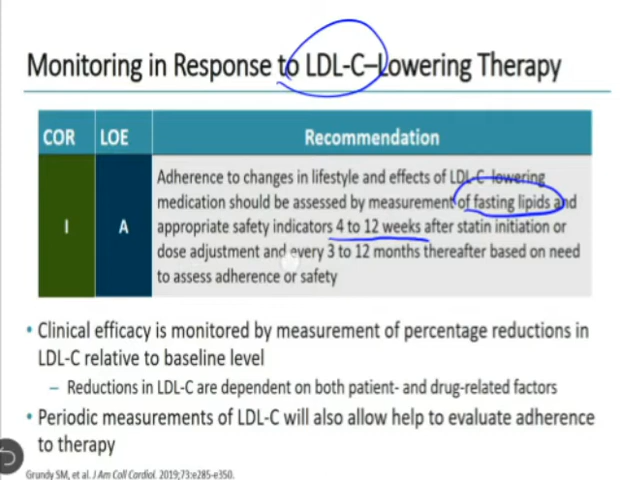 Monitoring in Response to LDL-C–Lowering Therapy
COR LOE Recommendation
I A
Adherence to changes in lifestyle and effects of LDL-C-lowering
medication should be assessed by measurement of fasting lipids and
appropriate safety indicators 4 to 12 weeks after statin initiation or
dose adjustment and every 3 to 12 months thereafter based on need
to assess adherence or safety
• Clinical efficacy is monitored by measurement of percentage reductions in
LDL-C relative to baseline level
– Reductions in LDL-C are dependent on both patient- and drug-related factors
• Periodic measurements of LDL-C will also allow help to evaluate adherence
to therapy
Grundy SM, et al. J Am Coll Cardiol. 2019;73:e285-e350.